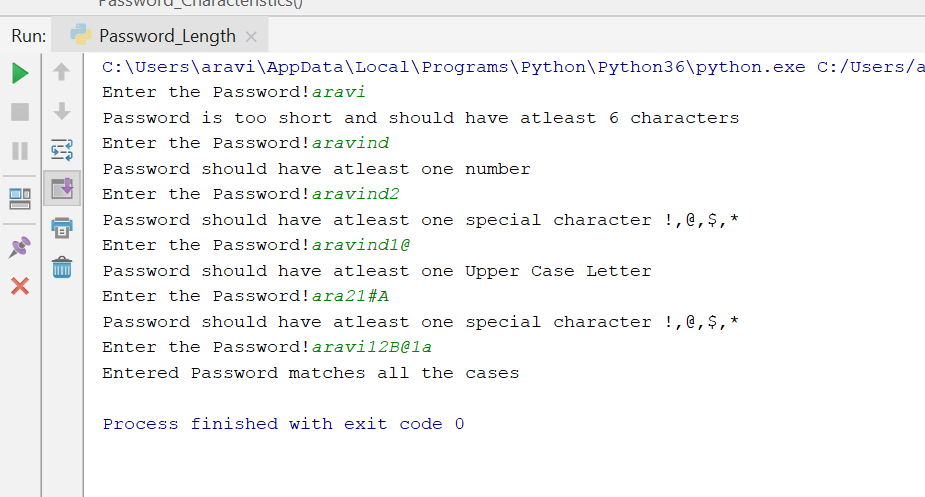 Password_Characteristics()
Run: Password_Length
C:\Users\aravi\AppData\Local\Programs\Python\Python36\python.exe C:/Users/a
Enter the Password!aravi
Password is too short and should have atleast 6 characters
Enter the Password!aravind
Password should have atleast one number
Enter the Password!aravind2
Password should have atleast one special character !,@,$,*
Enter the Password!aravind1@
Password should have atleast one Upper Case Letter
Enter the Password!ara21#A
Password should have atleast one special character !,@,$,*
Enter the Password!aravi12B@1a
Entered Password matches all the cases
Process finished with exit code 0